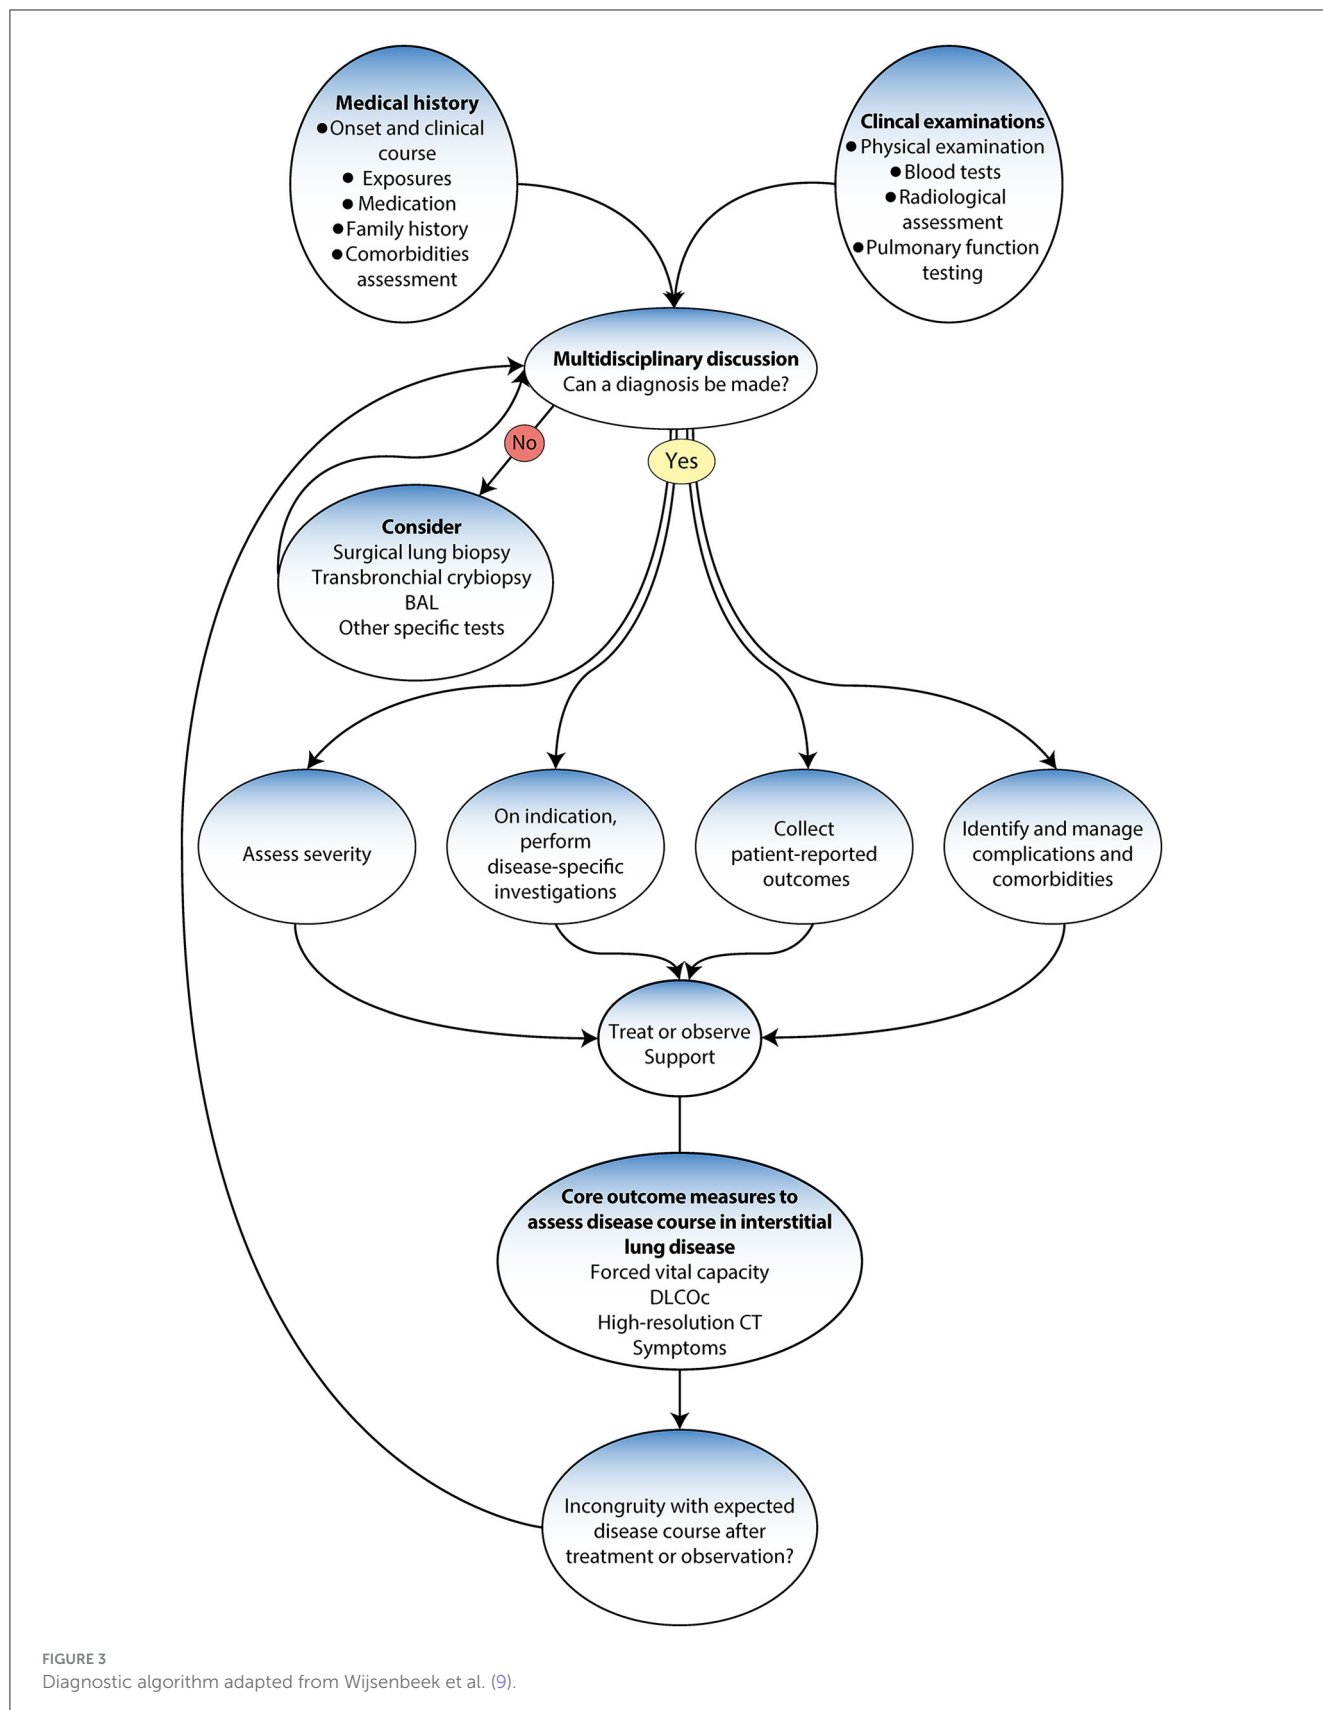 Medical history
● Onset and clinical
course
● Exposures
● Medication
● Family history
● Comorbidities
assessment
Clincal examinations
● Physical examination
● Blood tests
● Radiological
assessment
● Pulmonary function
testing
Multidisciplinary discussion
Can a diagnosis be made?
No
Yes
Consider
Surgical lung biopsy
Transbronchial crybiopsy
BAL
Other specific tests
Assess severity
On indication,
perform
disease-specific
investigations
Collect
patient-reported
outcomes
Identify and manage
complications and
comorbidities
Treat or observe
Support
Core outcome measures to
assess disease course in interstitial
lung disease
Forced vital capacity
DLCOc
High-resolution CT
Symptoms
Incongruity with expected
disease course after
treatment or observation?
FIGURE 3
Diagnostic algorithm adapted from Wijsenbeek et al. (9).